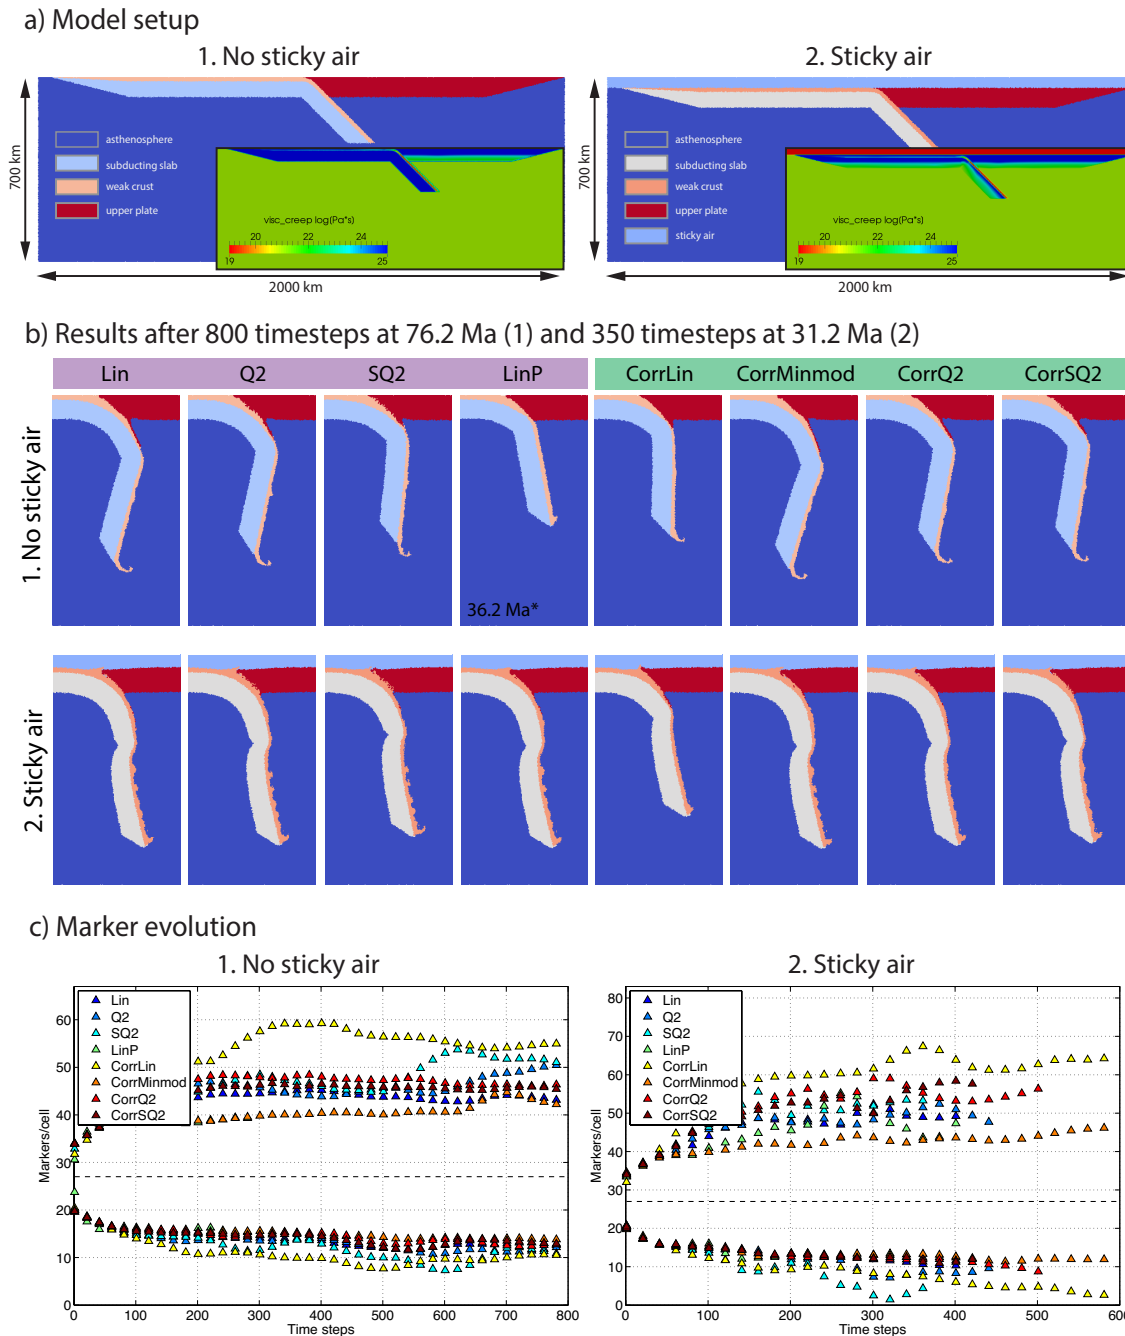 a) Model setup
1. No sticky air
2. Sticky air
700 km
asthenosphere
subducting slab
weak crust
upper plate
visc_creep log(Pa*s)
20 22 24
19 25
2000 km
700 km
asthenosphere
subducting slab
weak crust
upper plate
sticky air
visc_creep log(Pa*s)
20 22 24
19 25
2000 km
b) Results after 800 timesteps at 76.2 Ma (1) and 350 timesteps at 31.2 Ma (2)
Lin Q2 SQ2 LinP CorrLin CorrMinmod CorrQ2 CorrSQ2
1. No sticky air
36.2 Ma*
2. Sticky air
c) Marker evolution
1. No sticky air
2. Sticky air
Markers/cell
60
50
40
30
20
10
0
Lin
Q2
SQ2
LinP
CorrLin
CorrMinmod
CorrQ2
CorrSQ2
0 100 200 300 400 500 600 700 800
Time steps
Markers/cell
80
70
60
50
40
30
20
10
0
Lin
Q2
SQ2
LinP
CorrLin
CorrMinmod
CorrQ2
CorrSQ2
100 200 300 400 500 600
Time steps